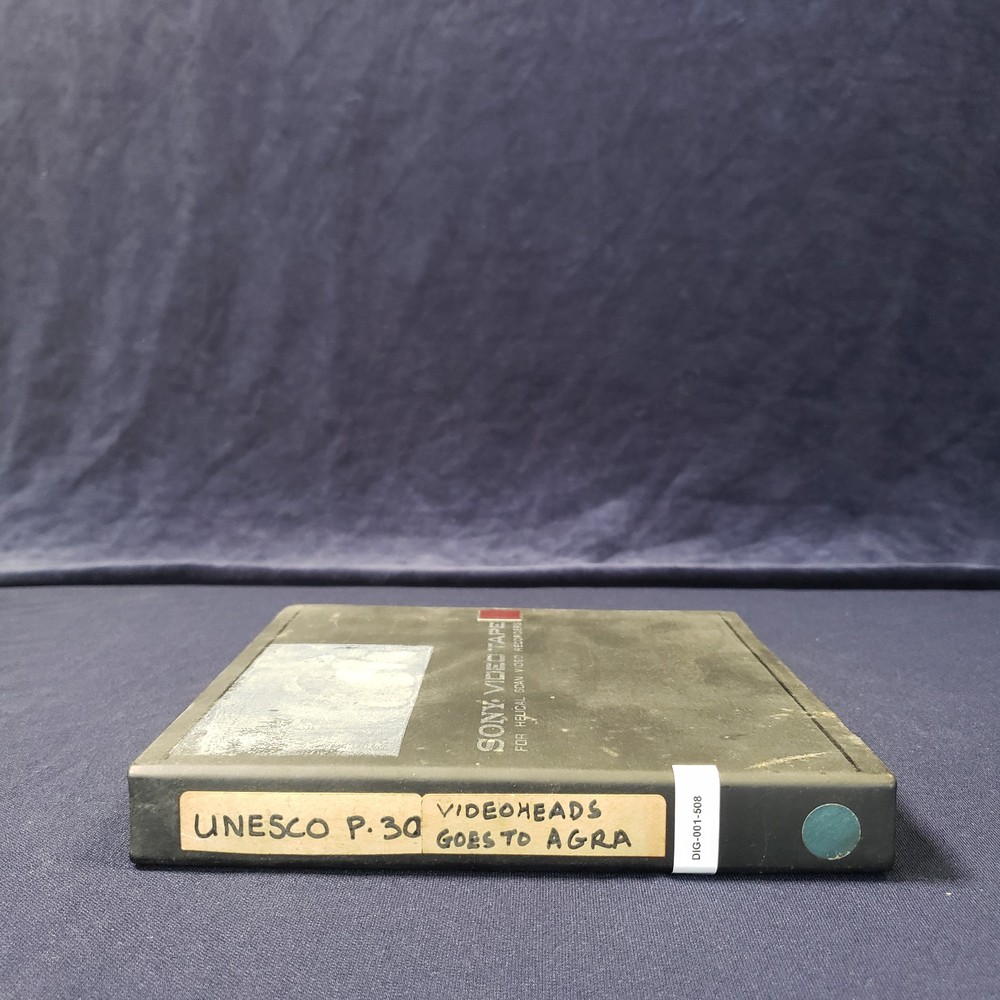 SONY VIDEO TAPE
FOR HELICAL SCAN VIDEO RECORDERS
UNESCO P.30
VIDEOHEADS
GOES TO AGRA
DIG-001-508